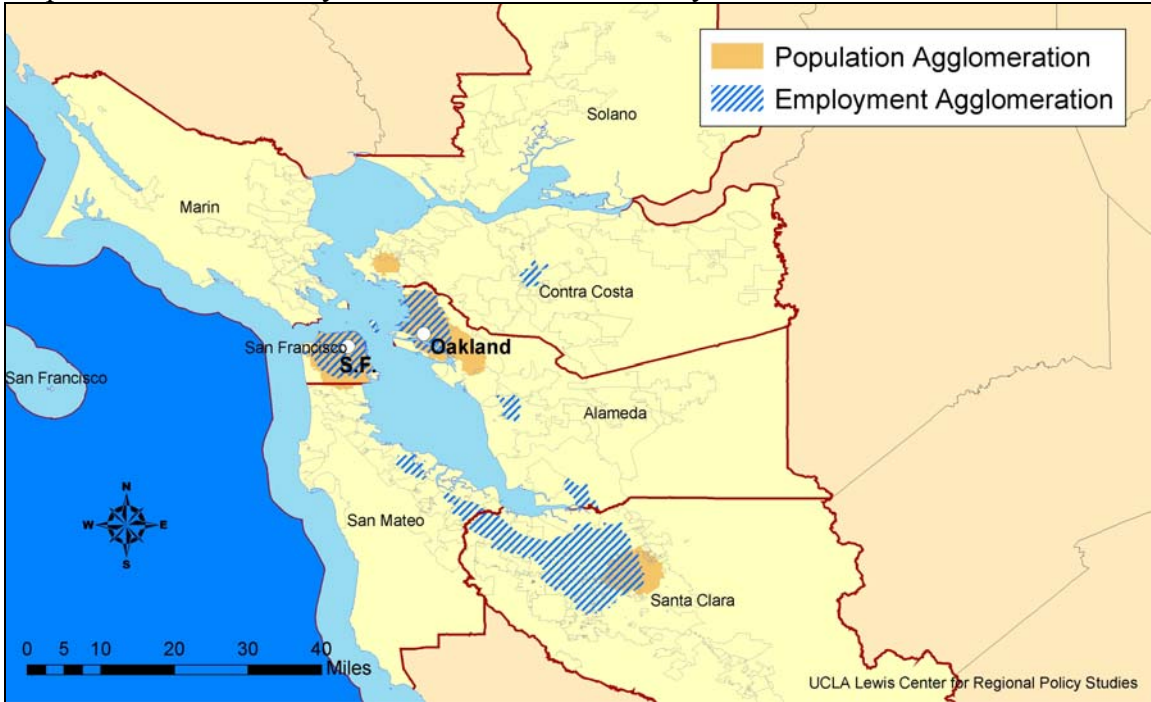 Population Agglomeration
Employment Agglomeration
Solano
Marin
Contra Costa
San Francisco
S.F.
Oakland
San Francisco
Alameda
N
W
E
S
San Mateo
Santa Clara
0 5 10 20 30 40
Miles
UCLA Lewis Center for Regional Policy Studies